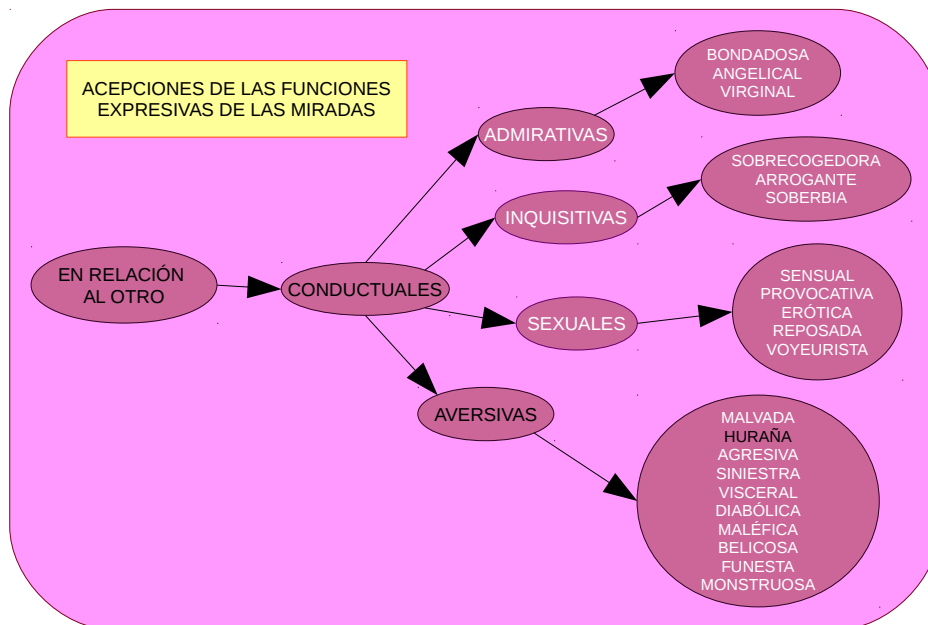 ACEPCIONES DE LAS FUNCIONES
EXPRESIVAS DE LAS MIRADAS
EN RELACIÓN
AL OTRO
CONDUCTUALES
ADMIRATIVAS
BONDADOSA
ANGELICAL
VIRGINAL
INQUISITIVAS
SOBRECOGEDORA
ARROGANTE
SOBERBIA
SEXUALES
SENSUAL
PROVOCATIVA
ERÓTICA
REPOSADA
VOYEURISTA
AVERSIVAS
MALVADA
HURAÑA
AGRESIVA
SINIESTRA
VISCERAL
DIABÓLICA
MALÉFICA
BELICOSA
FUNESTA
MONSTRUOSA